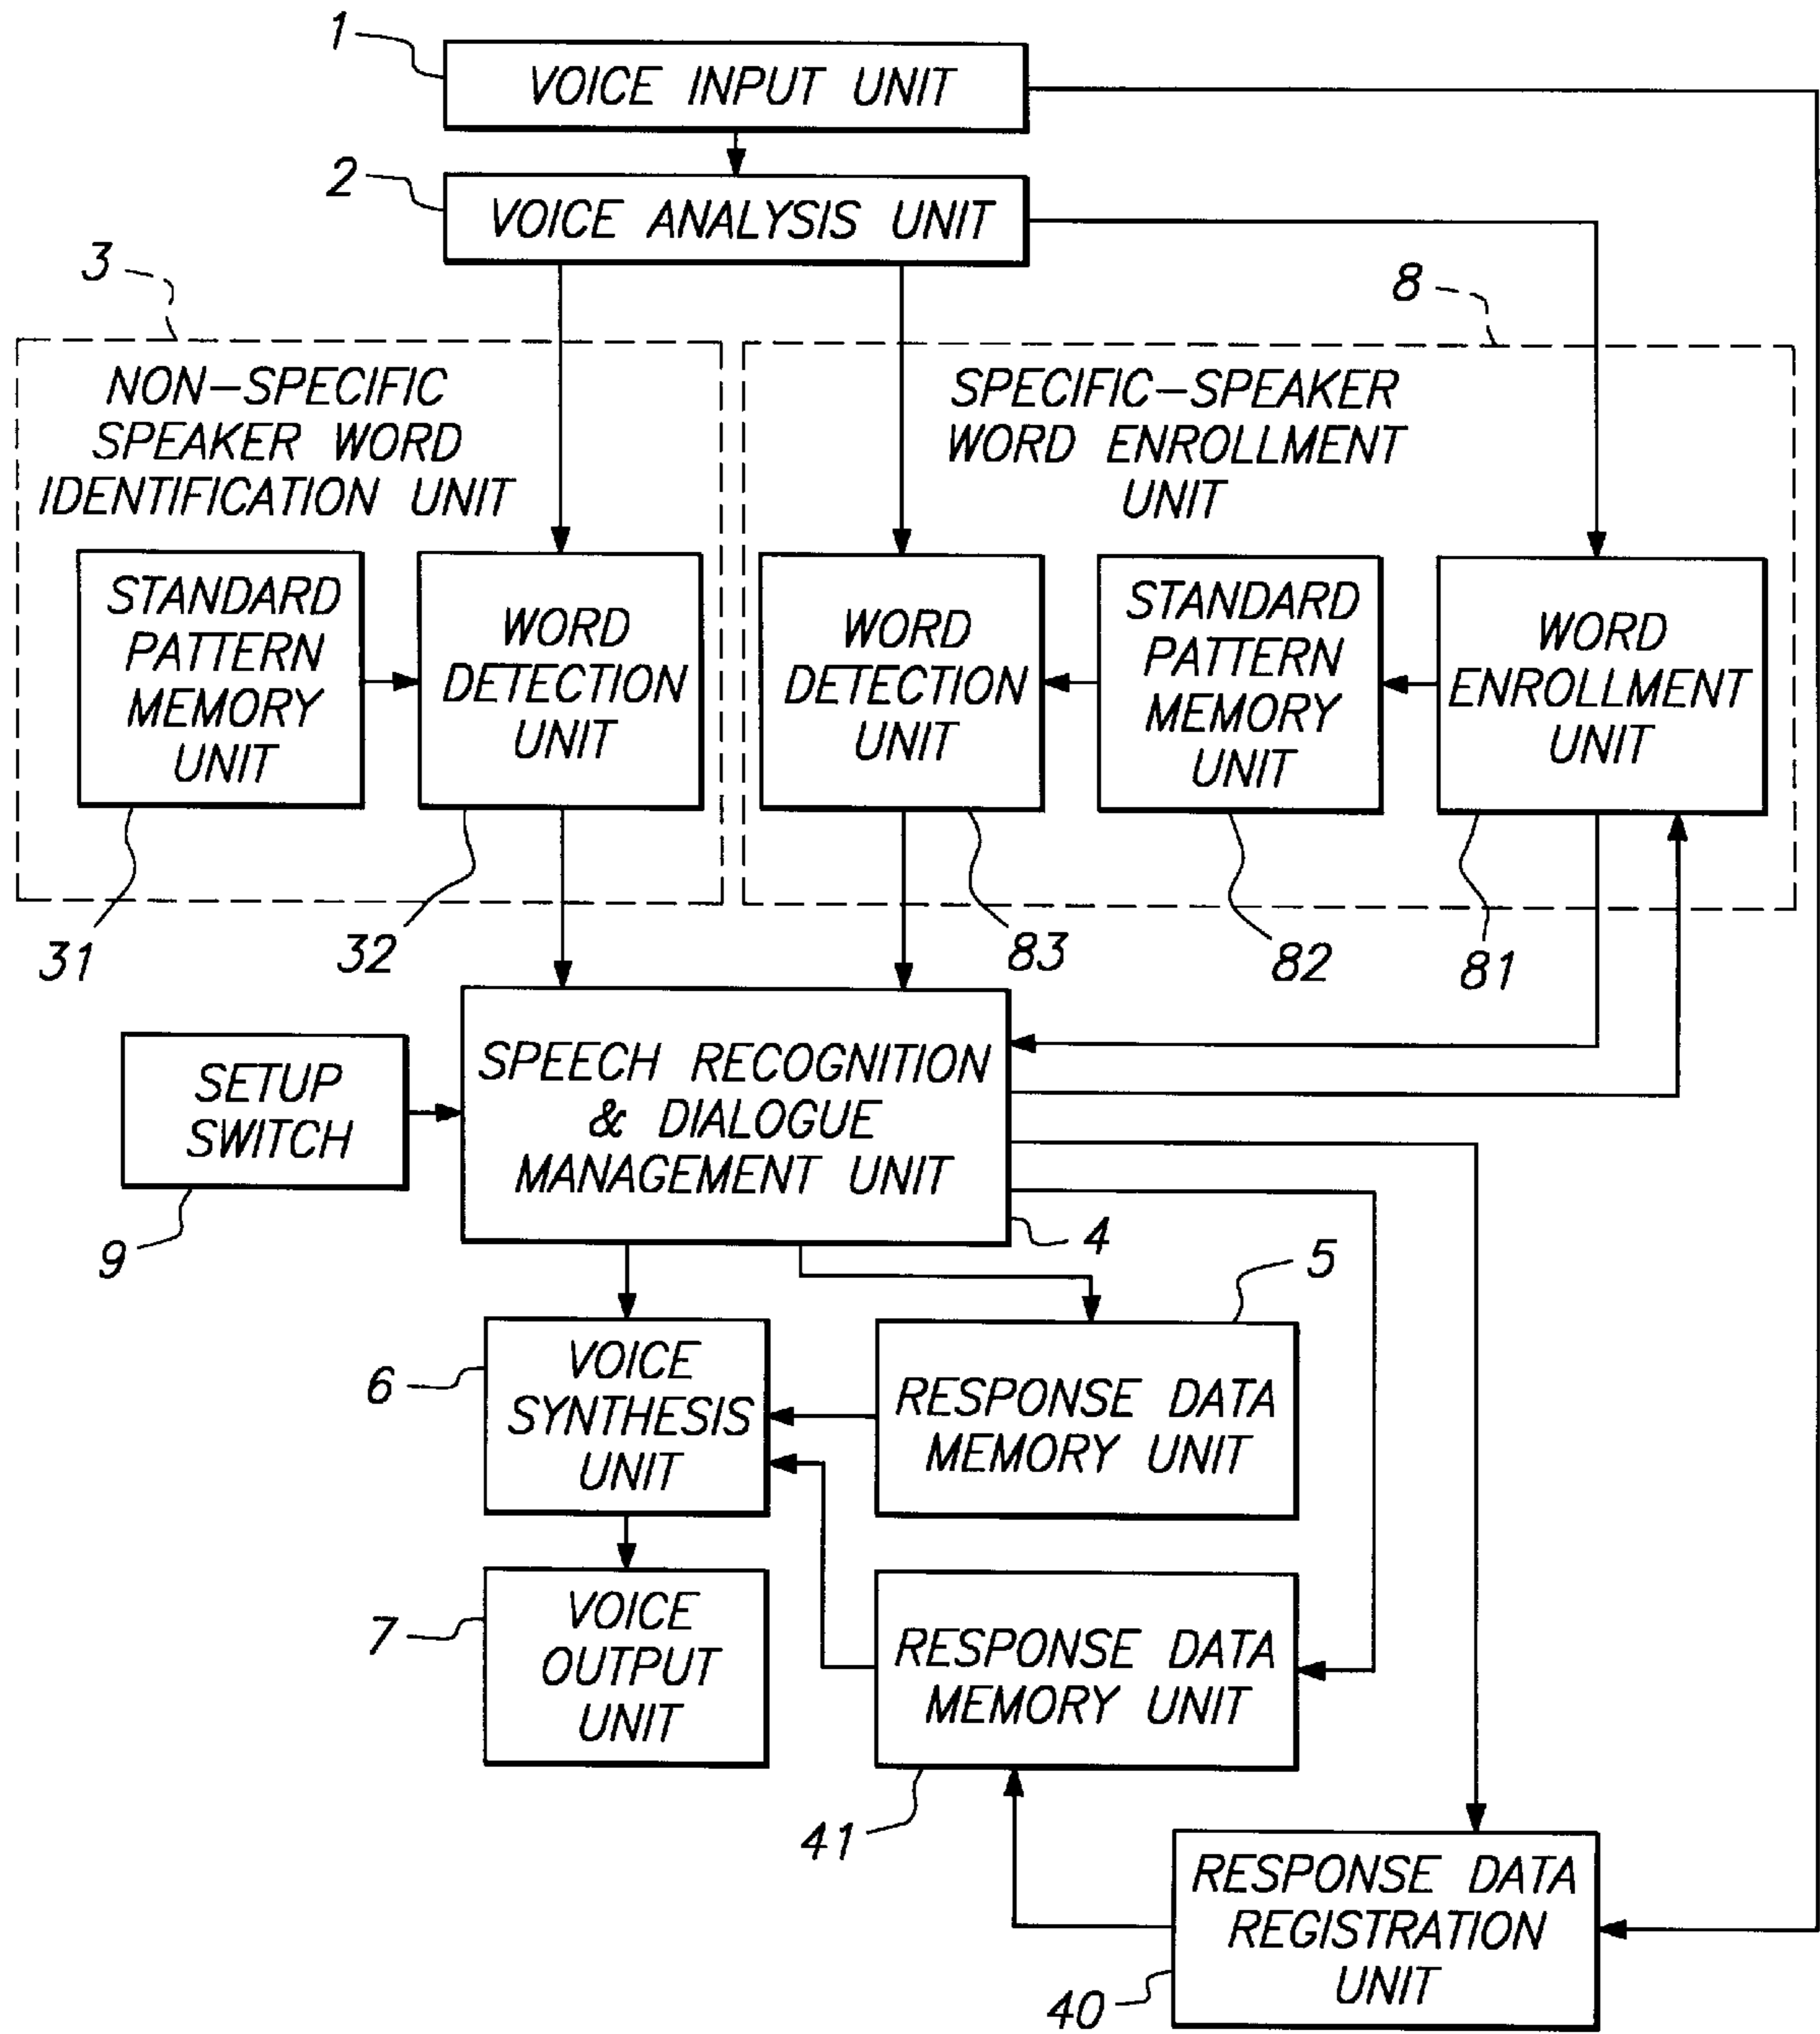 1
VOICE INPUT UNIT
2
VOICE ANALYSIS UNIT
3
8
NON-SPECIFIC
SPEAKER WORD
IDENTIFICATION UNIT
SPECIFIC-SPEAKER
WORD ENROLLMENT
UNIT
STANDARD
PATTERN
MEMORY
UNIT
WORD
DETECTION
UNIT
WORD
DETECTION
UNIT
STANDARD
PATTERN
MEMORY
UNIT
WORD
ENROLLMENT
UNIT
31
32
83
82
81
SETUP
SWITCH
9
SPEECH RECOGNITION
& DIALOGUE
MANAGEMENT UNIT
4
5
6
VOICE
SYNTHESIS
UNIT
RESPONSE DATA
MEMORY UNIT
7
VOICE
OUTPUT
UNIT
RESPONSE DATA
MEMORY UNIT
41
RESPONSE DATA
REGISTRATION
UNIT
40